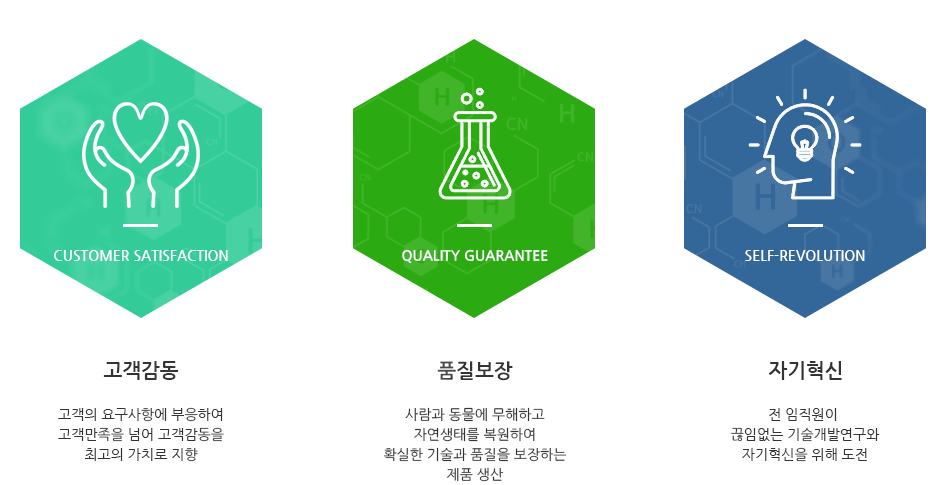 CUSTOMER SATISFACTION
고객감동
고객의 요구사항에 부응하여
고객만족을 넘어 고객감동을
최고의 가치로 지향
H
CN
H
CN
CN
H
H
QUALITY GUARANTEE
품질보장
사람과 동물에 무해하고
자연생태를 복원하여
확실한 기술과 품질을 보장하는
제품 생산
H
CN
H
SELF-REVOLUTION
자기혁신
전 임직원이
끊임없는 기술개발연구와
자기혁신을 위해 도전